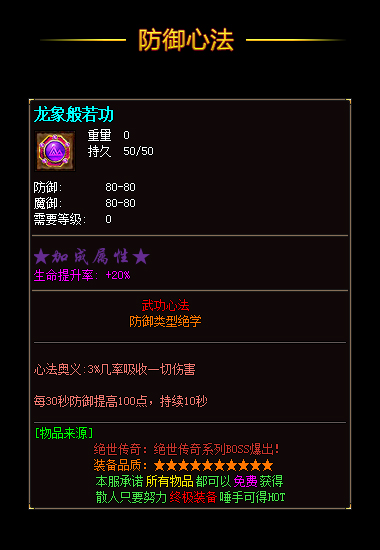 防御心法
龙象般若功
重量 0
持久 50/50
防御: 80-80
魔御: 80-80
需要等级: 0
★加成属性★
生命提升率: +20%
武功心法
防御类型绝学
心法奥义:3%几率吸收一切伤害
每30秒防御提高100点，持续10秒
[物品来源]
绝世传奇: 绝世传奇系列BOSS爆出!
装备品质: ★★★★★★★★★★
本服承诺 所有物品 都可以 免费 获得
散人只要努力 终极装备 唾手可得HOT